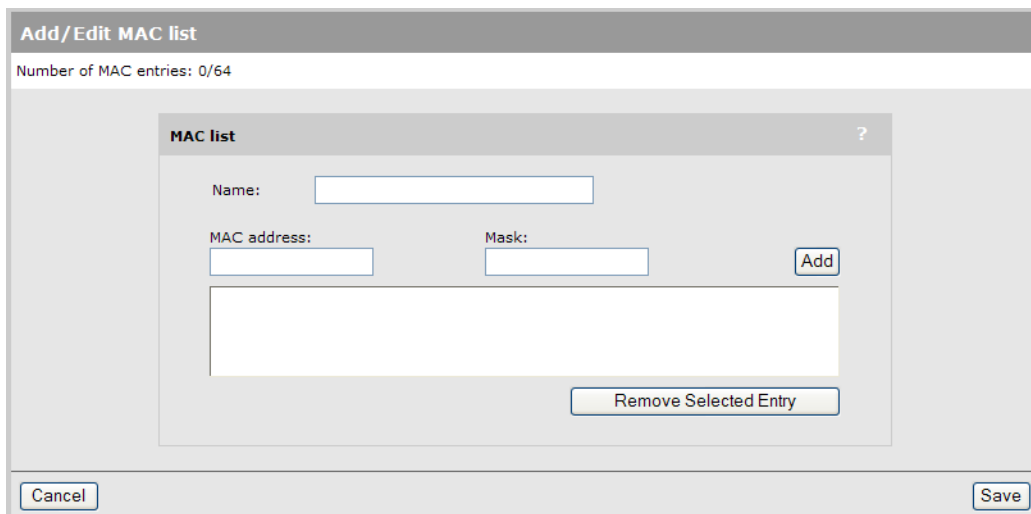 Add/Edit MAC list
Number of MAC entries: 0/64
MAC list ?
Name:
MAC address: Mask:
Add
Remove Selected Entry
Cancel Save